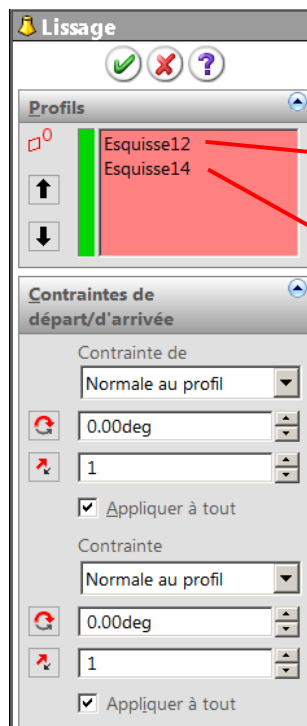 Lissage
?
Profils
Esquisse12
Esquisse14
Contraintes de
départ/d'arrivée
Contrainte de
Normale au profil
0.00deg
1
Appliquer à tout
Contrainte
Normale au profil
0.00deg
1
Appliquer à tout